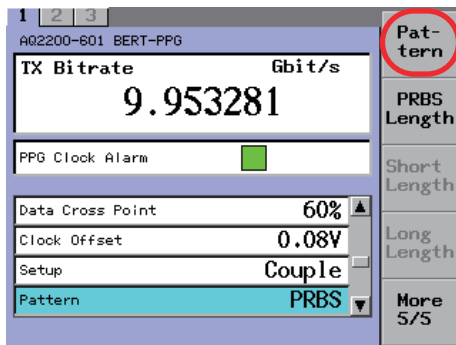 1 2 3
AQ2200-601 BERT-PPG
TX Bitrate Gbit/s
9.953281
PPG Clock Alarm
Data Cross Point 60%
Clock Offset 0.08V
Setup Couple
Pattern PRBS
Pat-
tern
PRBS
Length
Short
Length
Long
Length
More
5/5